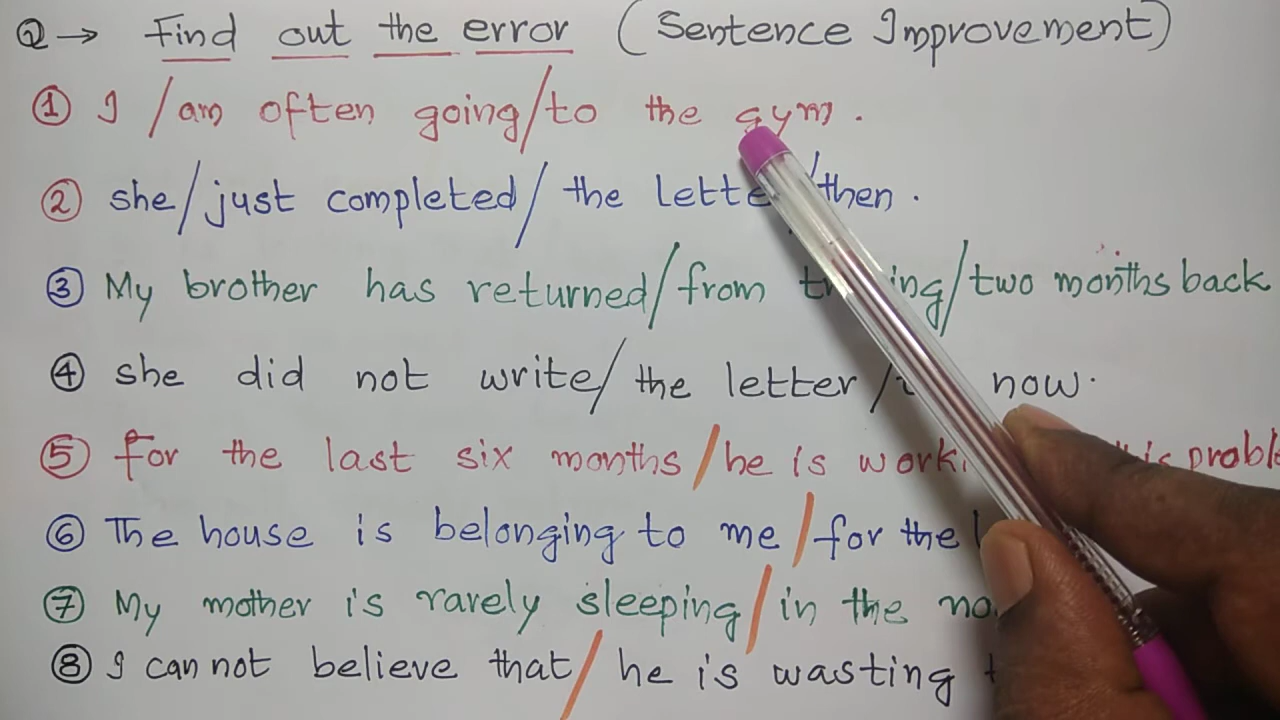 Q → Find out the error (Sentence Improvement)
① I / am often going / to the gym.
② she / just completed / the letter / then.
③ My brother has returned / from two months back
④ she did not write / the letter / now.
⑤ For the last six months / he is
⑥ The house is belonging to me / for the
⑦ My mother is rarely sleeping / in the
⑧ I can not believe that / he is wasting